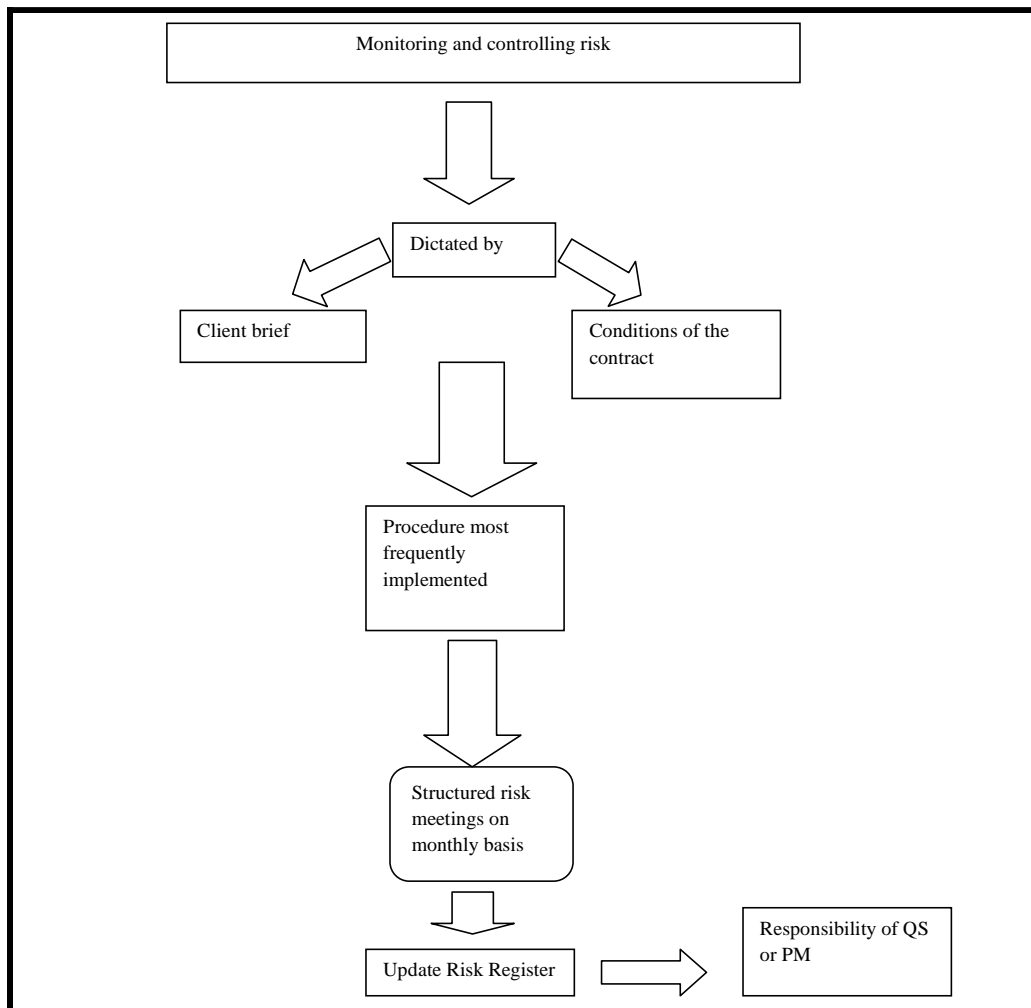 Monitoring and controlling risk
Dictated by
Client brief
Conditions of the
contract
Procedure most
frequently
implemented
Structured risk
meetings on
monthly basis
Update Risk Register
Responsibility of QS
or PM